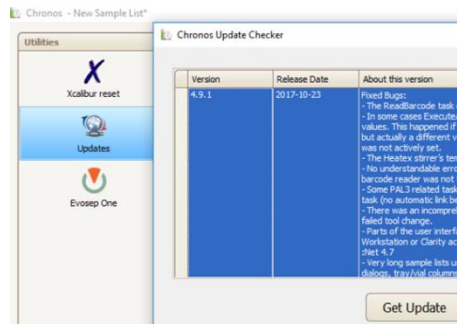 Chronos - New Sample List*
Utilities
Xcalibur reset
Updates
Evosep One
Chronos Update Checker
Version Release Date About this version
4.9.1 2017-10-23 Fixed Bugs:
- The ReadBarcode task
- In some cases Execute
values. This happened if
but actually a different v
was not actively set.
- The Heatex stirrer's ter
- No understandable erro
barcode reader was not
- Some PAL3 related task
task (no automatic link be
- There was an incompre
failed tool change.
- Parts of the user interfa
Workstation or Clarity ac
:Net 4.7
- Very long sample lists u
dialogs, tray/vial columns
Get Update